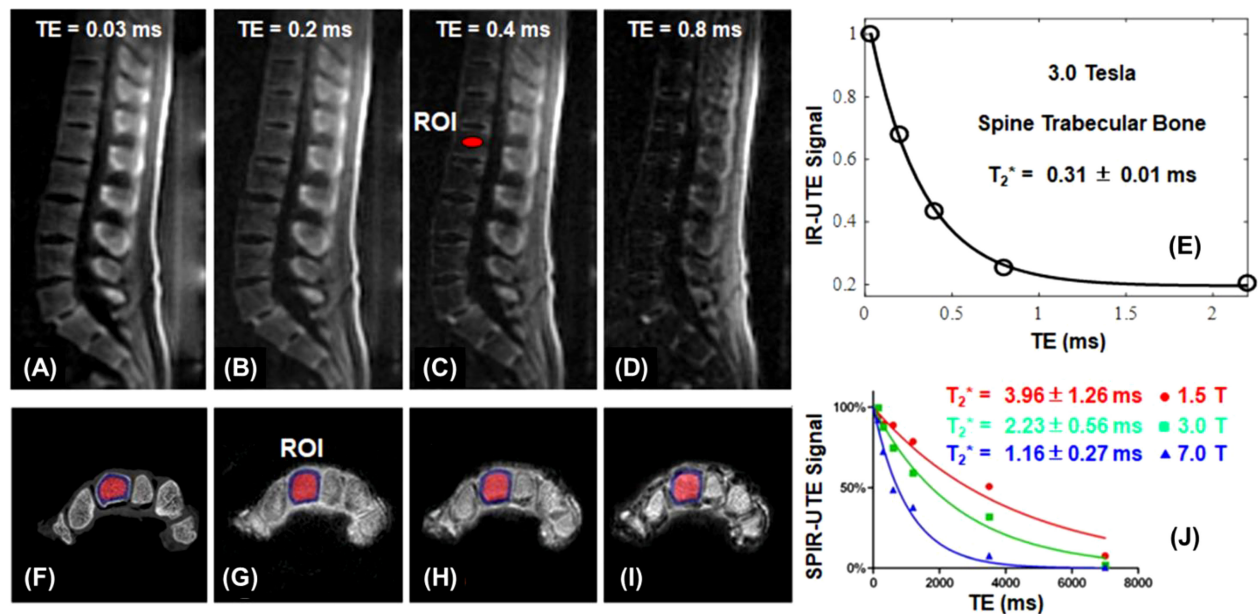 TE = 0.03 ms
TE = 0.2 ms
TE = 0.4 ms
TE = 0.8 ms
ROI
(A)
(B)
(C)
(D)
1
0.8
0.6
0.4
0.2
0
0.5
1
1.5
2
IR-UTE Signal
TE (ms)
3.0 Tesla
Spine Trabecular Bone
T2* = 0.31 ± 0.01 ms
(E)
ROI
(F)
(G)
(H)
(I)
T2* = 3.96 ± 1.26 ms 1.5 T
T2* = 2.23 ± 0.56 ms 3.0 T
T2* = 1.16 ± 0.27 ms 7.0 T
100%
50%
0%
0
2000
4000
6000
8000
SPIR-UTE Signal
TE (ms)
(J)